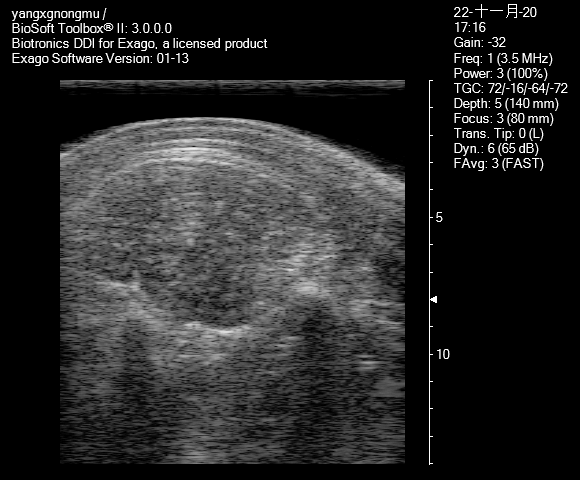 yangxgnongmu /
BioSoft Toolbox® II: 3.0.0.0
Biotronics DDI for Exago, a licensed product
Exago Software Version: 01-13
22-十一月-20
17:16
Gain: -32
Freq: 1 (3.5 MHz)
Power: 3 (100%)
TGC: 72/-16/-64/-72
Depth: 5 (140 mm)
Focus: 3 (80 mm)
Trans. Tip: 0 (L)
Dyn.: 6 (65 dB)
FAvg: 3 (FAST)
5
10